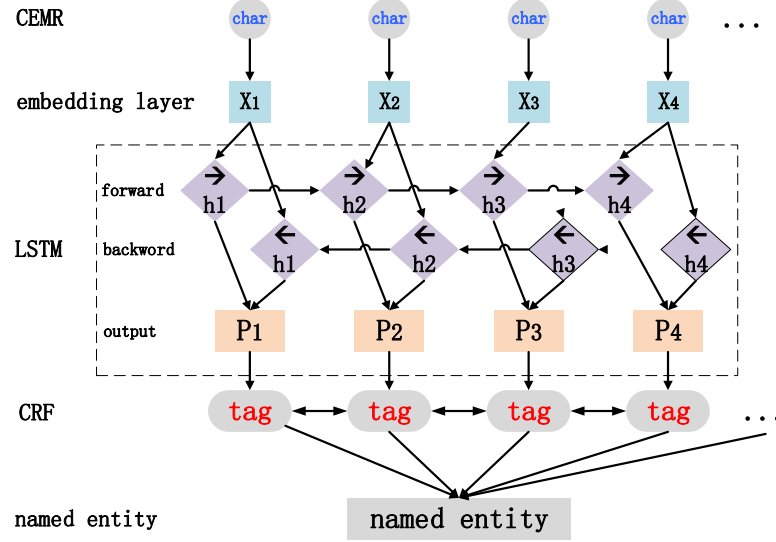 CEMR char char char char ...
embedding layer X1 X2 X3 X4
forward → h1 → h2 → h3 → h4
LSTM
backword ← h1 ← h2 ← h3 ← h4
output P1 P2 P3 P4
CRF tag tag tag tag ...
named entity named entity